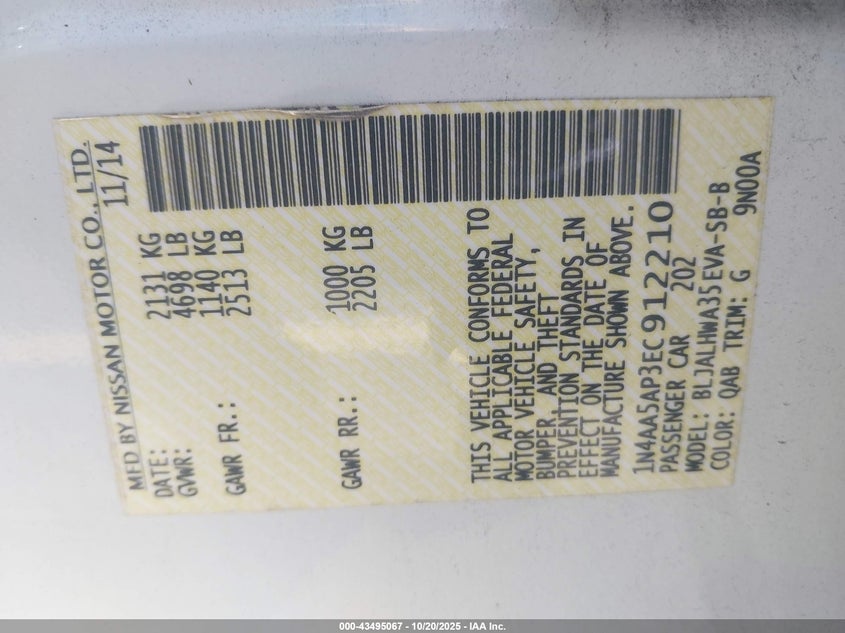 MFD BY NISSAN MOTOR CO., LTD.
DATE: 11/14
GVWR: 2131 KG
4698 LB
GAWR FR.: 1140 KG
2513 LB
GAWR RR.: 1000 KG
2205 LB
THIS VEHICLE CONFORMS TO
ALL APPLICABLE FEDERAL
MOTOR VEHICLE SAFETY,
BUMPER, AND THEFT
PREVENTION STANDARDS IN
EFFECT ON THE DATE OF
MANUFACTURE SHOWN ABOVE.
1N4AA5AP3EC912210
PASSENGER CAR 202
MODEL: BLJALHWA35EVA-SB-B
COLOR: QAB TRIM: G 9N00A
000-43495067 - 10/20/2025 - IAA Inc.